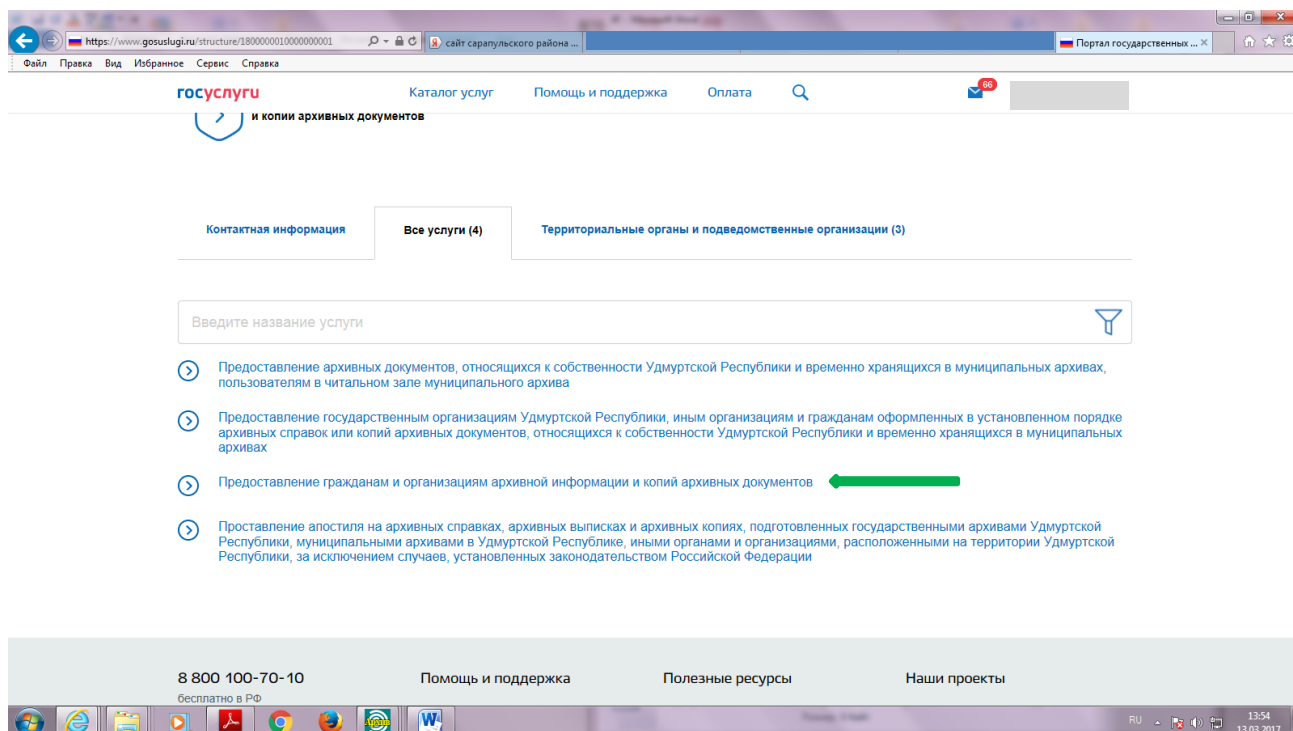 https://www.gosuslugi.ru/structure/1800000010000000001
сайт сарапульского района ...
Портал государственных ...
Файл Правка Вид Избранное Сервис Справка
госуслуги Каталог услуг Помощь и поддержка Оплата 66
и копий архивных документов
Контактная информация Все услуги (4) Территориальные органы и подведомственные организации (3)
Введите название услуги
Предоставление архивных документов, относящихся к собственности Удмуртской Республики и временно хранящихся в муниципальных архивах,
пользователям в читальном зале муниципального архива
Предоставление государственным организациям Удмуртской Республики, иным организациям и гражданам оформленных в установленном порядке
архивных справок или копий архивных документов, относящихся к собственности Удмуртской Республики и временно хранящихся в муниципальных
архивах
Предоставление гражданам и организациям архивной информации и копий архивных документов
Проставление апостиля на архивных справках, архивных выписках и архивных копиях, подготовленных государственными архивами Удмуртской
Республики, муниципальными архивами в Удмуртской Республике, иными органами и организациями, расположенными на территории Удмуртской
Республики, за исключением случаев, установленных законодательством Российской Федерации
8 800 100-70-10 Помощь и поддержка Полезные ресурсы Наши проекты
бесплатно в РФ
RU 13:54
13.03.2017